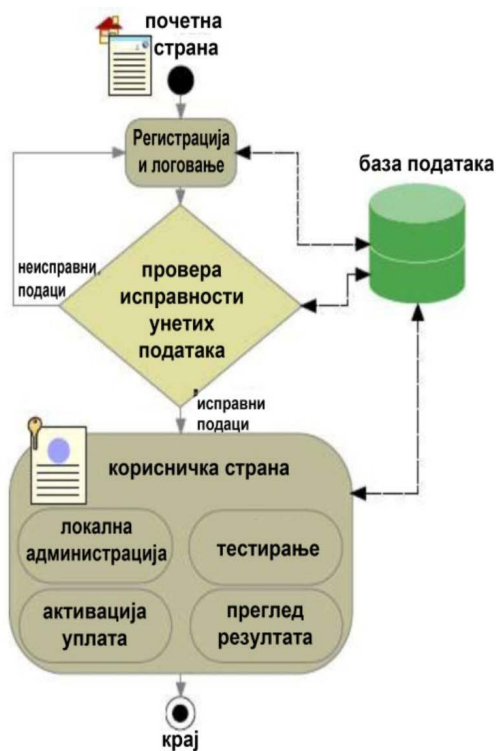 почетна
страна
Регистрација
и логовање
база података
неисправни,
подаци
провера
исправности
унетих
података
исправни
подаци
корисничка страна
локална
администрација
тестирање
активација
уплата
преглед
резултата
крај